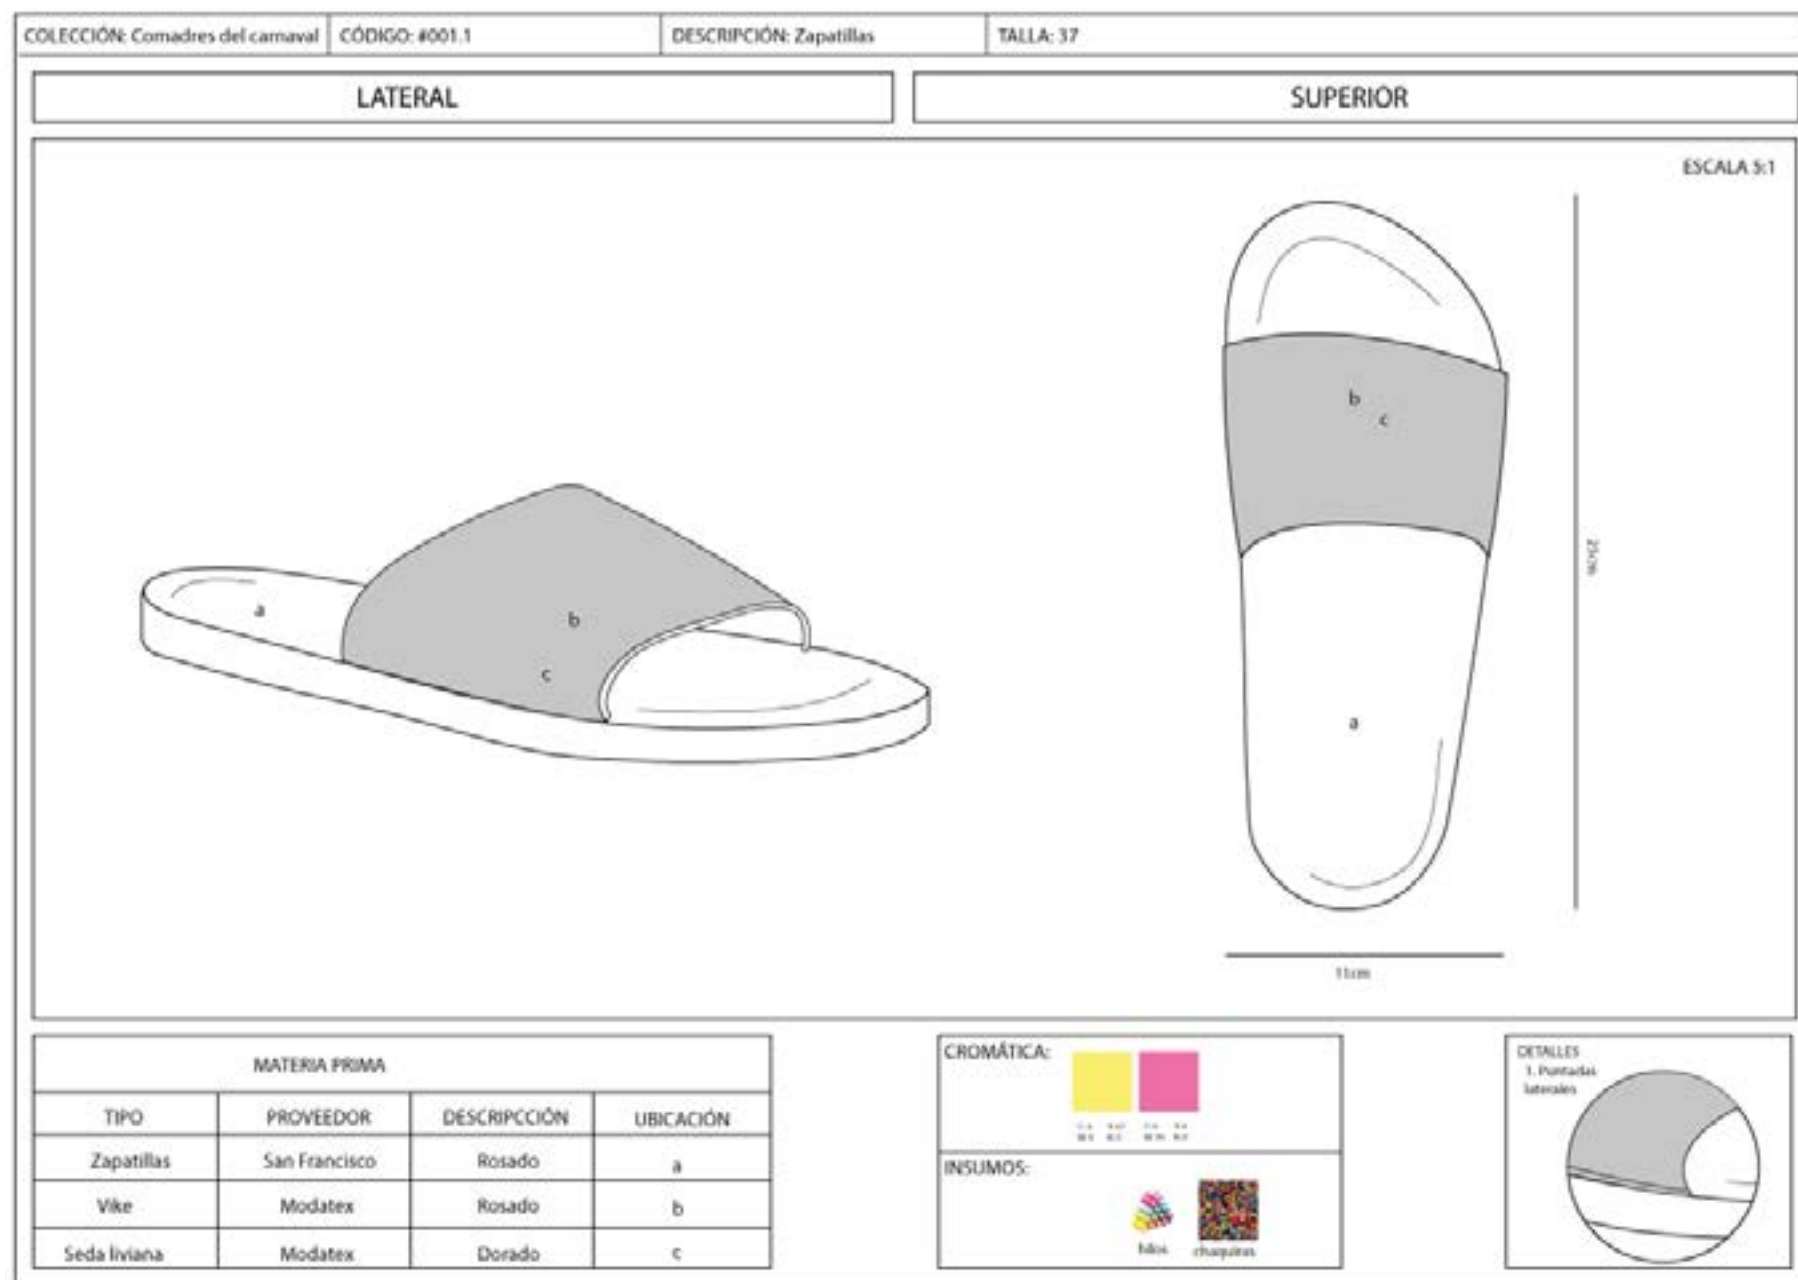 COLECCIÓN: Comadres del carnaval
CÓDIGO: #001.1
DESCRIPCIÓN: Zapatillas
TALLA: 37
LATERAL
SUPERIOR
ESCALA 5:1
a
b
c
b
c
a
25cm
11cm
MATERIA PRIMA
TIPO PROVEEDOR DESCRIPCCIÓN UBICACIÓN
Zapatillas San Francisco Rosado a
Vike Modatex Rosado b
Seda liviana Modatex Dorado c
CROMÁTICA:
INSUMOS:
hilos chaquiras
DETALLES
1. Puntadas
laterales